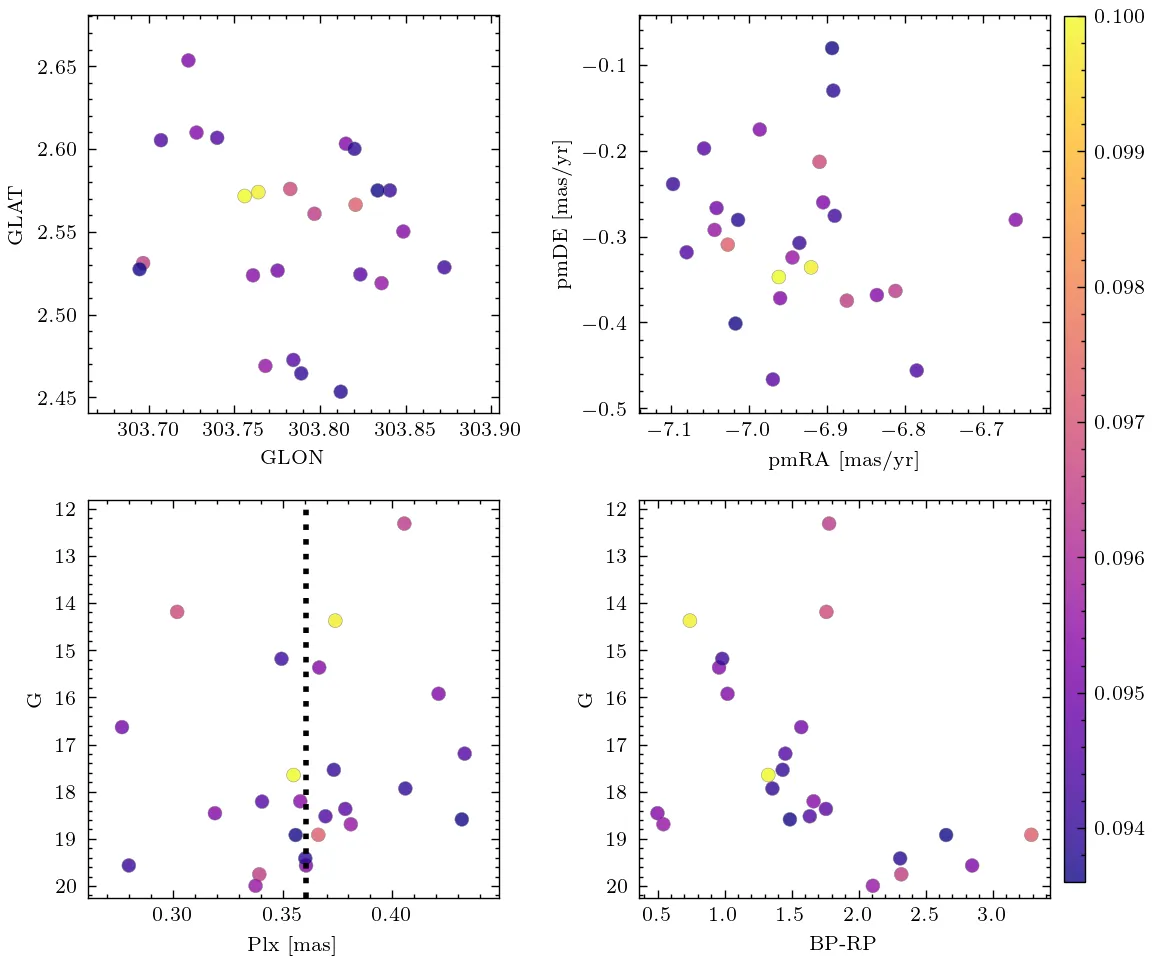 2.65
2.60
2.55
2.50
2.45
GLAT
303.70 303.75 303.80 303.85 303.90
GLON
−0.1
−0.2
−0.3
−0.4
−0.5
pmDE [mas/yr]
−7.1 −7.0 −6.9 −6.8 −6.7
pmRA [mas/yr]
0.100
0.099
0.098
0.097
0.096
0.095
0.094
12
13
14
15
16
17
18
19
20
G
0.30 0.35 0.40
Plx [mas]
12
13
14
15
16
17
18
19
20
G
0.5 1.0 1.5 2.0 2.5 3.0
BP-RP